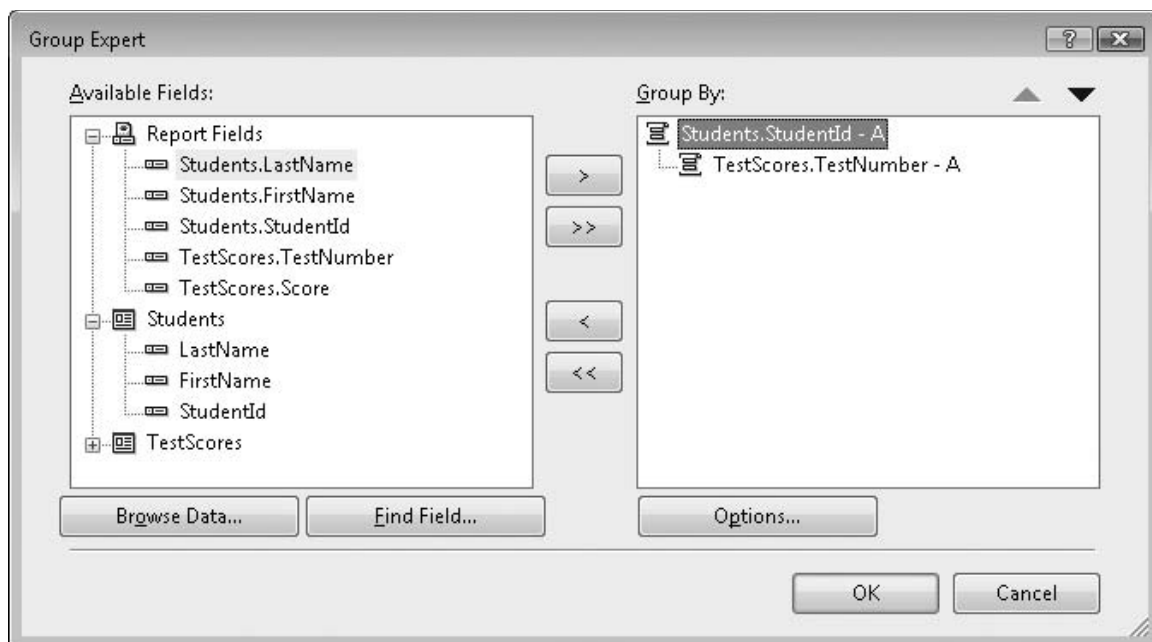 Group Expert
Available Fields:
Report Fields
Students.LastName
Students.FirstName
Students.StudentId
TestScores.TestNumber
TestScores.Score
Students
LastName
FirstName
StudentId
TestScores
Browse Data...
Find Field...
>
>>
<
<<
Group By:
Students.StudentId - A
TestScores.TestNumber - A
Options...
OK
Cancel